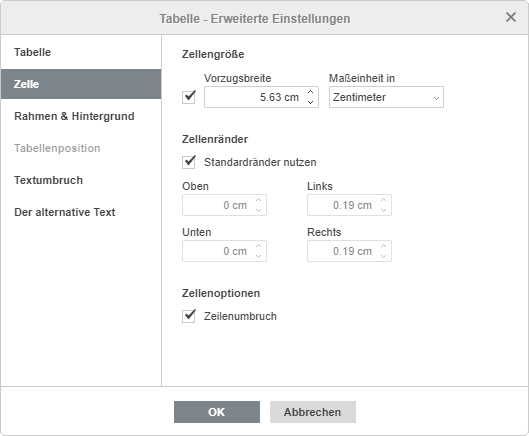 Tabelle - Erweiterte Einstellungen
Tabelle
Zelle
Rahmen & Hintergrund
Tabellenposition
Textumbruch
Der alternative Text
Zellengröße
Vorzugsbreite Maßeinheit in
5.63 cm Zentimeter
Zellenränder
Standardränder nutzen
Oben Links
0 cm 0.19 cm
Unten Rechts
0 cm 0.19 cm
Zellenoptionen
Zeilenumbruch
OK Abbrechen